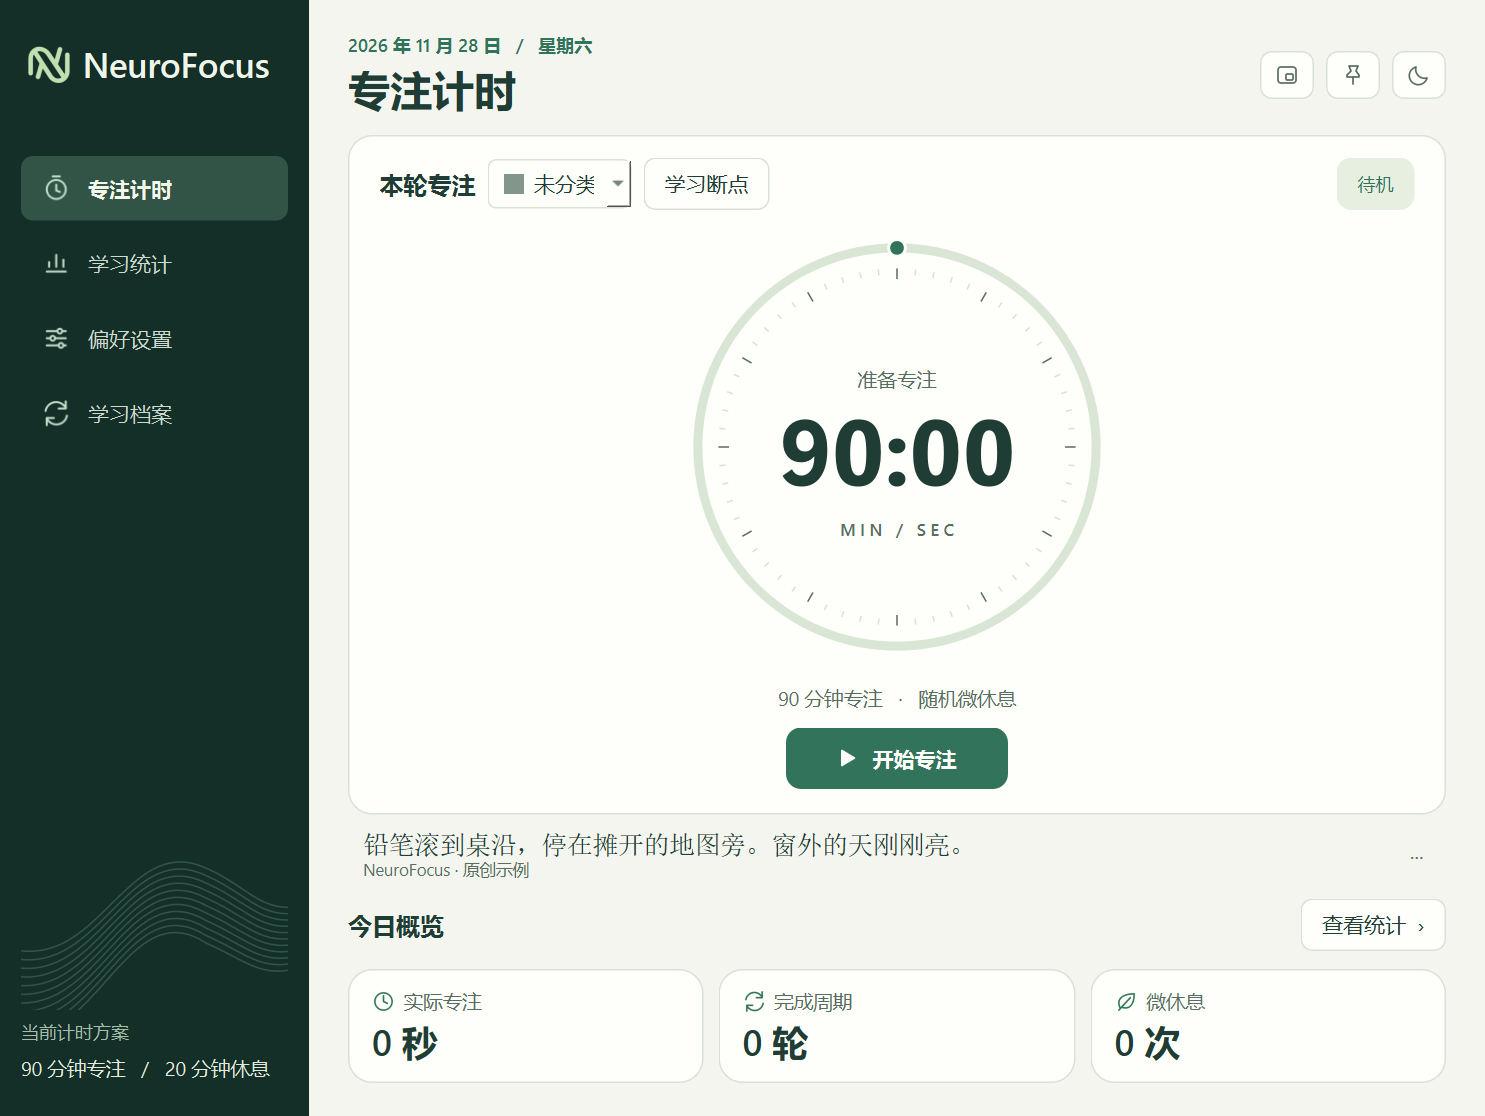 NeuroFocus
专注计时
学习统计
偏好设置
学习档案
当前计时方案
90 分钟专注 / 20 分钟休息
2026 年 11 月 28 日 / 星期六
专注计时
本轮专注
未分类
学习断点
待机
准备专注
90:00
MIN / SEC
90 分钟专注 · 随机微休息
开始专注
铅笔滚到桌沿，停在摊开的地图旁。窗外的天刚刚亮。
NeuroFocus · 原创示例
...
今日概览
查看统计 ›
实际专注
0 秒
完成周期
0 轮
微休息
0 次